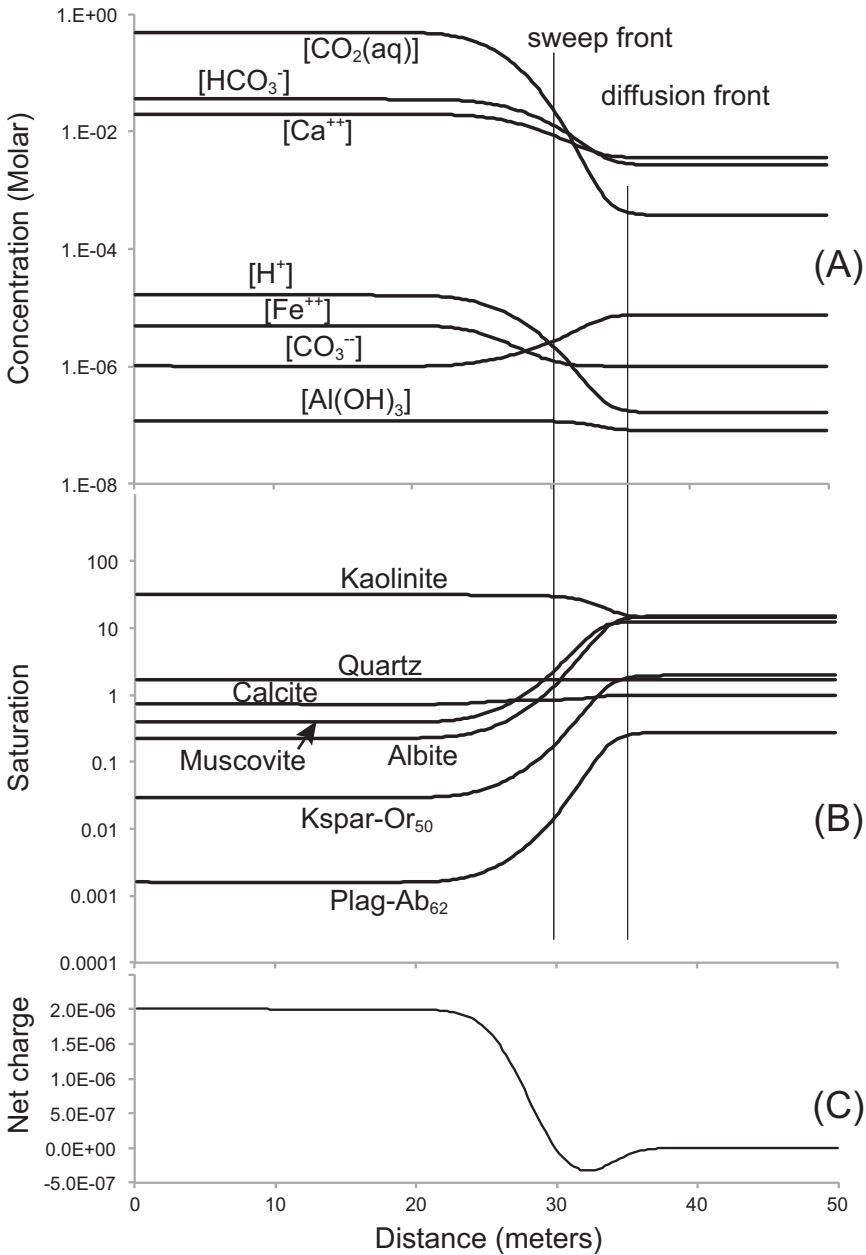 1.E+00
1.E-02
1.E-04
1.E-06
1.E-08
Concentration (Molar)
[CO₂(aq)]
sweep front
[HCO₃⁻]
diffusion front
[Ca⁺⁺]
[H⁺]
(A)
[Fe⁺⁺]
[CO₃⁻⁻]
[Al(OH)₃]
100
10
1
0.1
0.01
0.001
0.0001
Saturation
Kaolinite
Quartz
Calcite
Muscovite
Albite
Kspar-Or₅₀
(B)
Plag-Ab₆₂
2.0E-06
1.5E-06
1.0E-06
5.0E-07
0.0E+00
-5.0E-07
Net charge
(C)
0 10 20 30 40 50
Distance (meters)